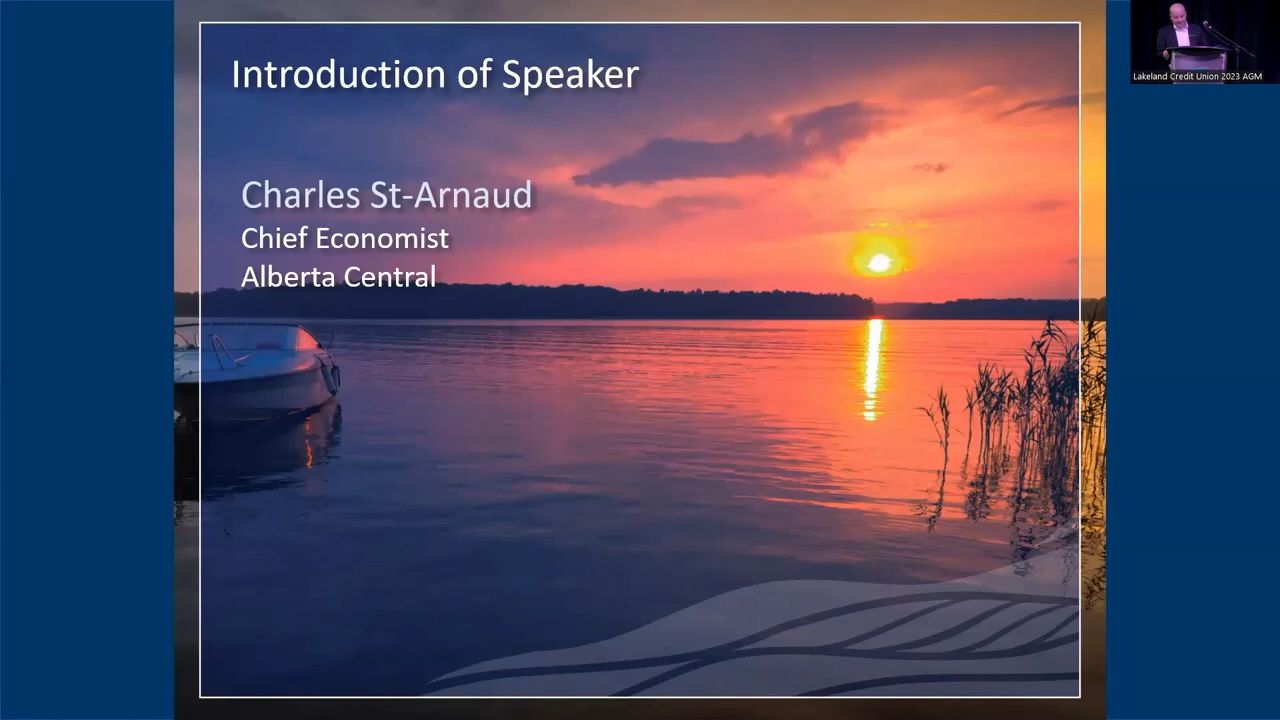 Introduction of Speaker
Charles St-Arnaud
Chief Economist
Alberta Central
Lakeland Credit Union 2023 AGM